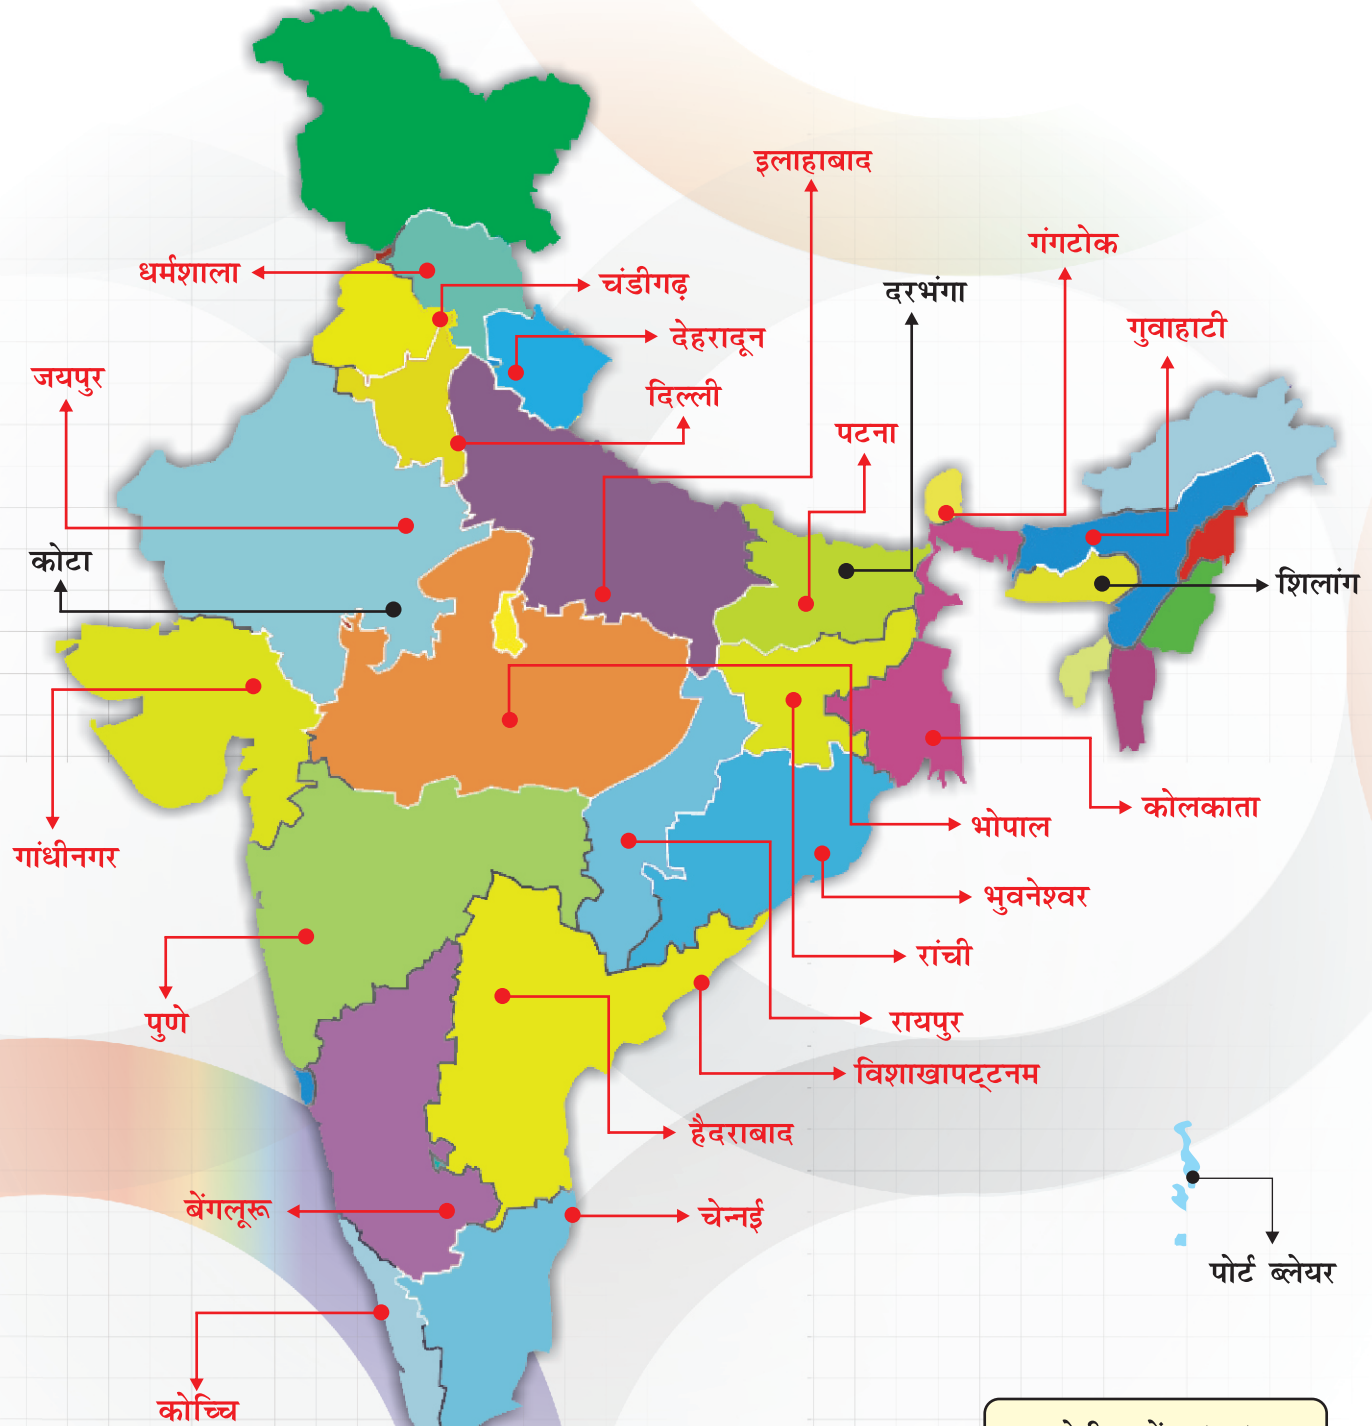 इलाहाबाद
गंगटोक
धर्मशाला
चंडीगढ़
दरभंगा
गुवाहाटी
देहरादून
जयपुर
दिल्ली
पटना
कोटा
शिलांग
कोलकाता
भोपाल
गांधीनगर
भुवनेश्वर
रांची
पुणे
रायपुर
विशाखापट्टनम
हैदराबाद
बेंगलूरू
चेन्नई
पोर्ट ब्लेयर
कोच्चि